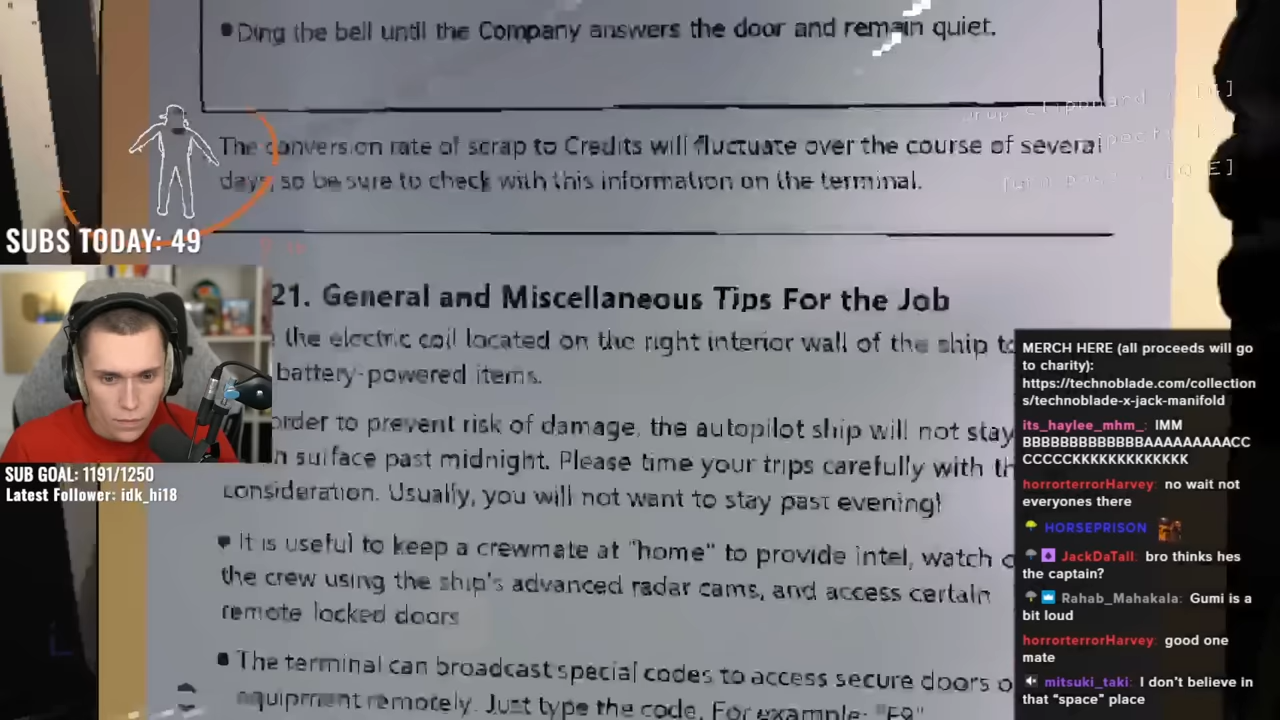 Ding the bell until the Company answers the door and remain quiet.
The conversion rate of scrap to Credits will fluctuate over the course of several
days, so be sure to check with this information on the terminal.
SUBS TODAY: 49
21. General and Miscellaneous Tips For the Job
the electric coil located on the right interior wall of the ship to
battery-powered items.
order to prevent risk of damage, the autopilot ship will not stay
surface past midnight. Please time your trips carefully with
consideration. Usually, you will not want to stay past evening!
It is useful to keep a crewmate at "home" to provide intel, watch
the crew using the ship's advanced radar cams, and access certain
remote locked doors
The terminal can broadcast special codes to access secure doors
equipment remotely. Just type the code. For example: "F9"
SUB GOAL: 1191/1250
Latest Follower: idk_hi18
MERCH HERE (all proceeds will go
to charity):
https://technoblade.com/collection
s/technoblade-x-jack-manifold
its_haylee_mhm_: IMM
BBBBBBBBBBBBBAAAAAAAAACC
CCCCCCKKKKKKKKKKKKK
horrorterrorHarvey: no wait not
everyones there
HORSEPRISON
JackDaTall: bro thinks hes
the captain?
Rahab_Mahakala: Gumi is a
bit loud
horrorterrorHarvey: good one
mate
mitsuki_taki: I don't believe in
that "space" place